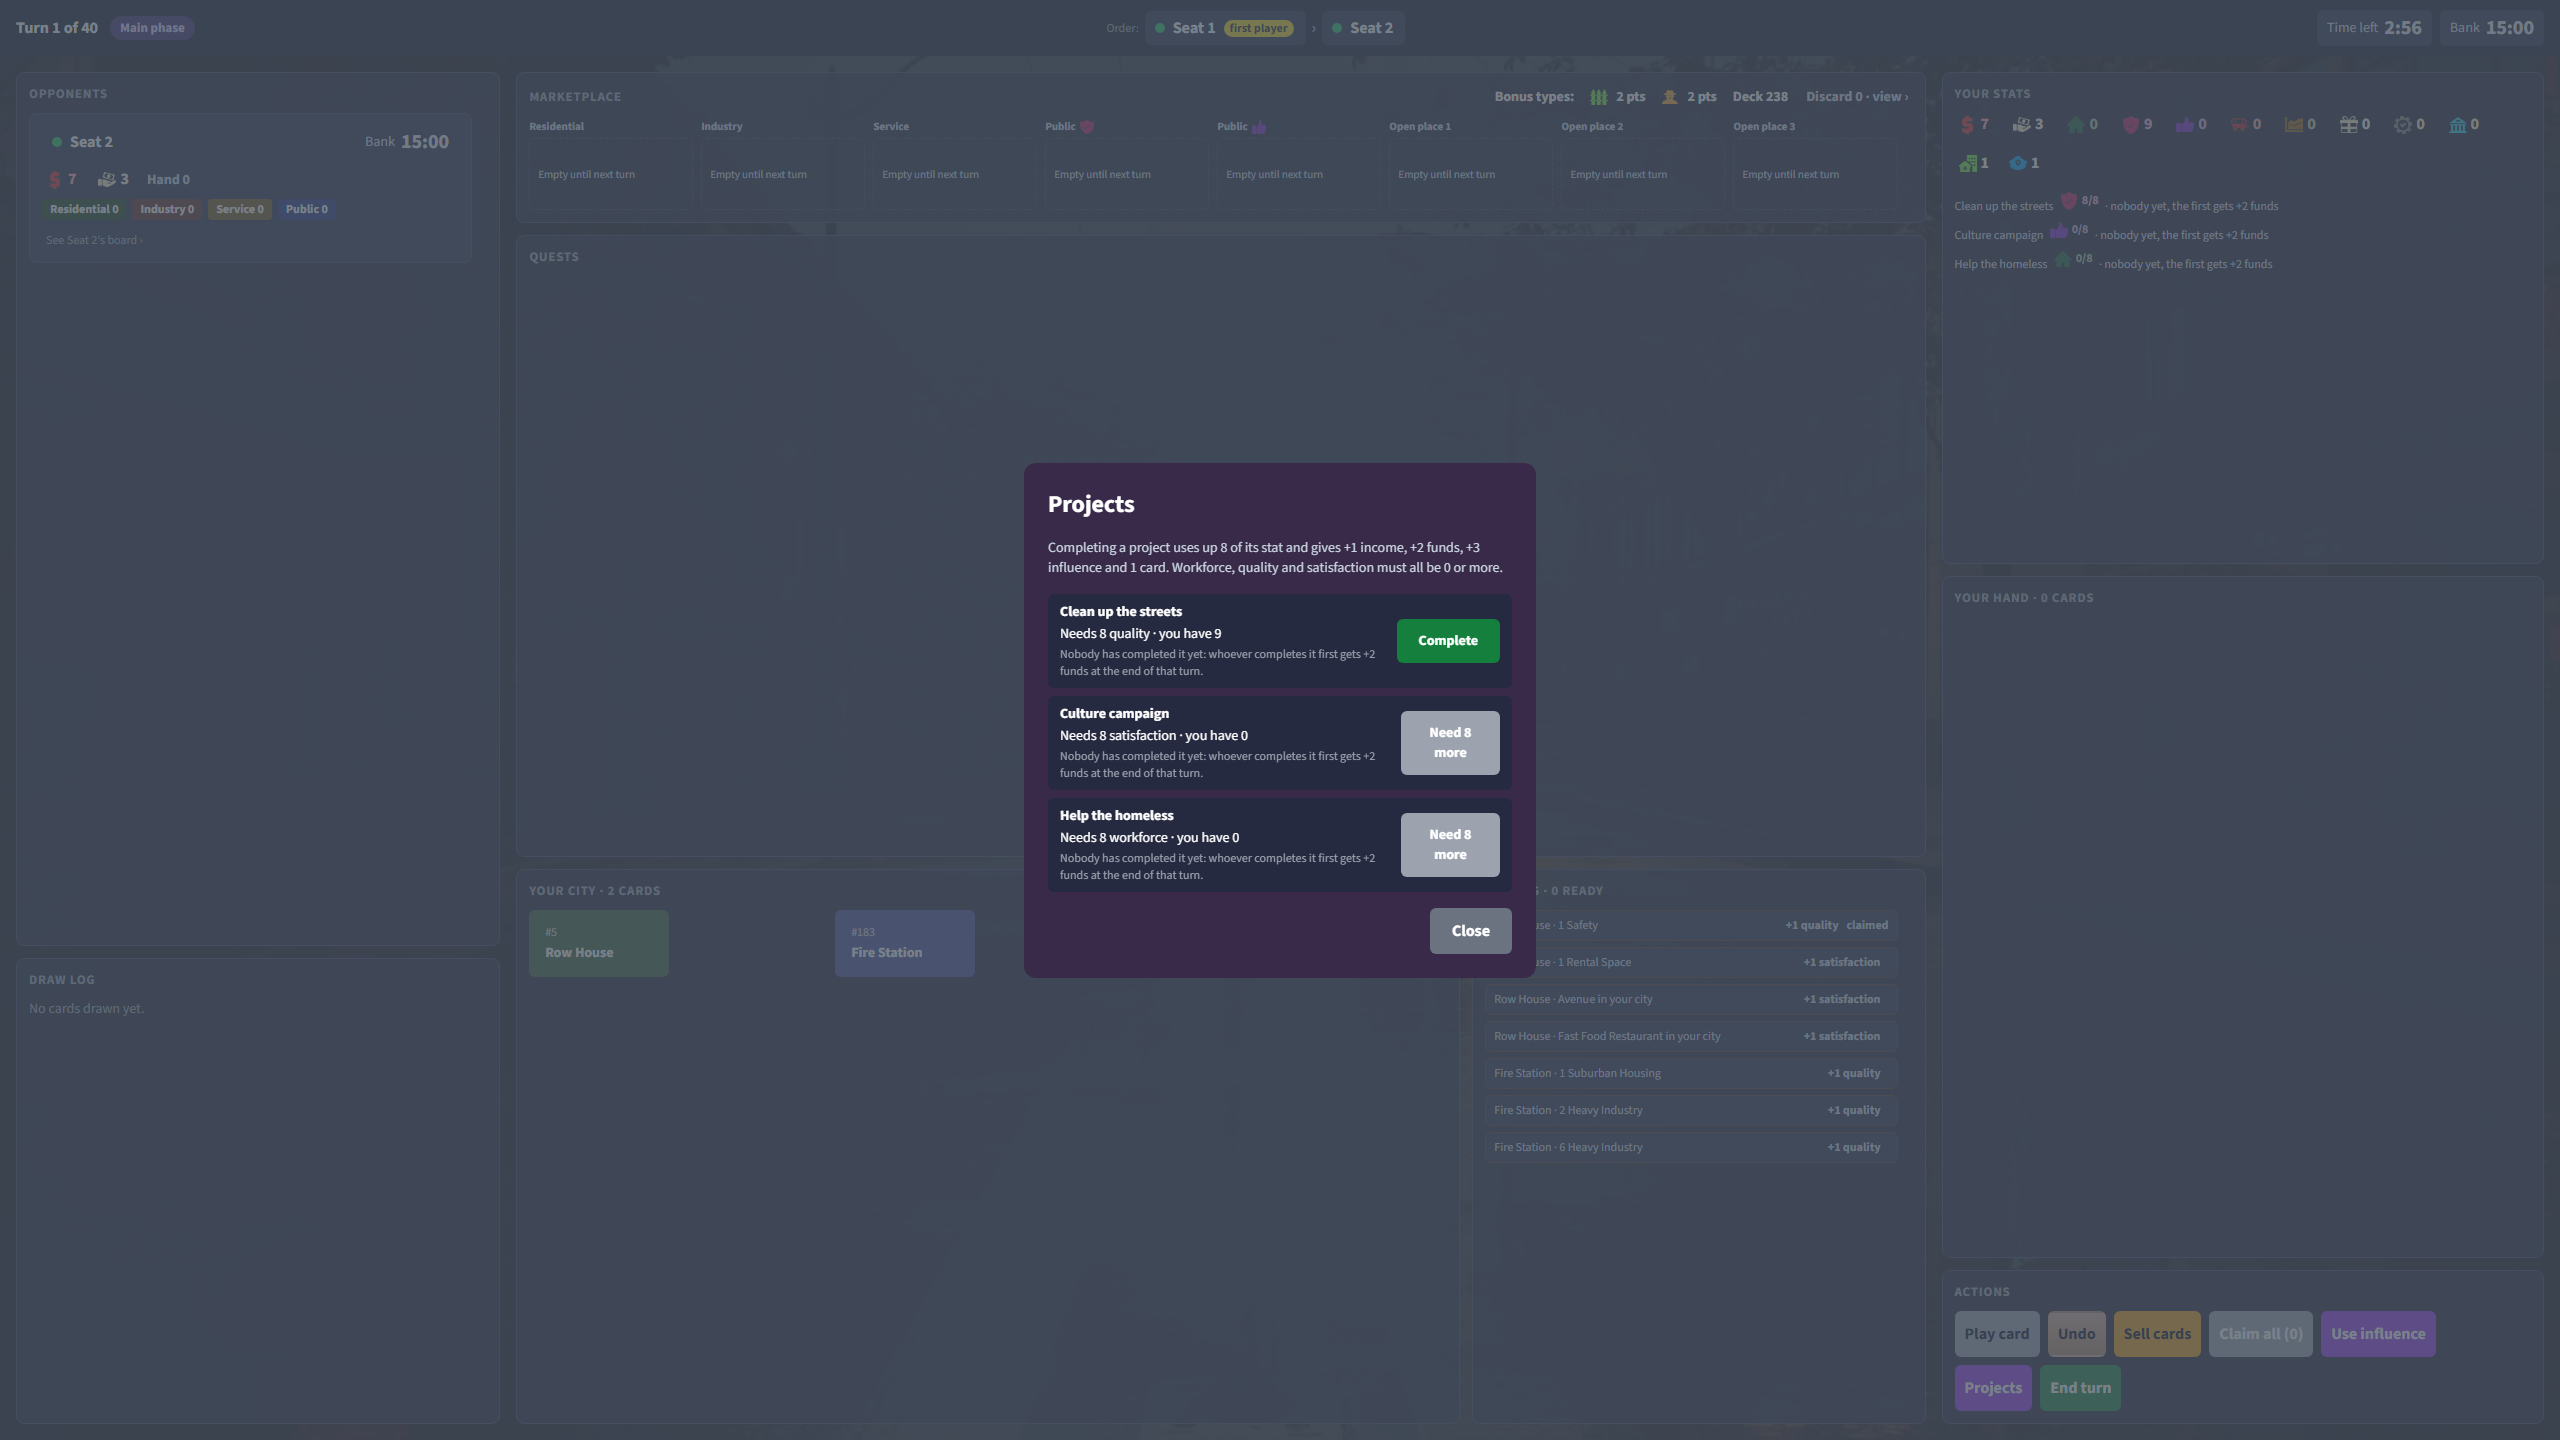 Turn 1 of 40 Main phase
Order: Seat 1 first player › Seat 2
Time left 2:56 Bank 15:00
OPPONENTS
Seat 2 Bank 15:00
7 3 Hand 0
Residential 0 Industry 0 Service 0 Public 0
See Seat 2's board ›
DRAW LOG
No cards drawn yet.
MARKETPLACE
Bonus types: 2 pts 2 pts Deck 238 Discard 0 · view ›
Residential Industry Service Public Public Open place 1 Open place 2 Open place 3
Empty until next turn Empty until next turn Empty until next turn Empty until next turn Empty until next turn Empty until next turn Empty until next turn Empty until next turn
QUESTS
Projects
Completing a project uses up 8 of its stat and gives +1 income, +2 funds, +3
influence and 1 card. Workforce, quality and satisfaction must all be 0 or more.
Clean up the streets
Needs 8 quality · you have 9
Nobody has completed it yet: whoever completes it first gets +2
funds at the end of that turn.
Complete
Culture campaign
Needs 8 satisfaction · you have 0
Nobody has completed it yet: whoever completes it first gets +2
funds at the end of that turn.
Need 8
more
Help the homeless
Needs 8 workforce · you have 0
Nobody has completed it yet: whoever completes it first gets +2
funds at the end of that turn.
Need 8
more
Close
YOUR CITY · 2 CARDS
#5
Row House
#183
Fire Station
· 0 READY
· 1 Safety +1 quality claimed
· 1 Rental Space +1 satisfaction
Row House · Avenue in your city +1 satisfaction
Row House · Fast Food Restaurant in your city +1 satisfaction
Fire Station · 1 Suburban Housing +1 quality
Fire Station · 2 Heavy Industry +1 quality
Fire Station · 6 Heavy Industry +1 quality
YOUR STATS
7 3 0 9 0 0 0 0 0 0
1 1
Clean up the streets 8/8 · nobody yet, the first gets +2 funds
Culture campaign 0/8 · nobody yet, the first gets +2 funds
Help the homeless 0/8 · nobody yet, the first gets +2 funds
YOUR HAND · 0 CARDS
ACTIONS
Play card Undo Sell cards Claim all (0) Use influence
Projects End turn